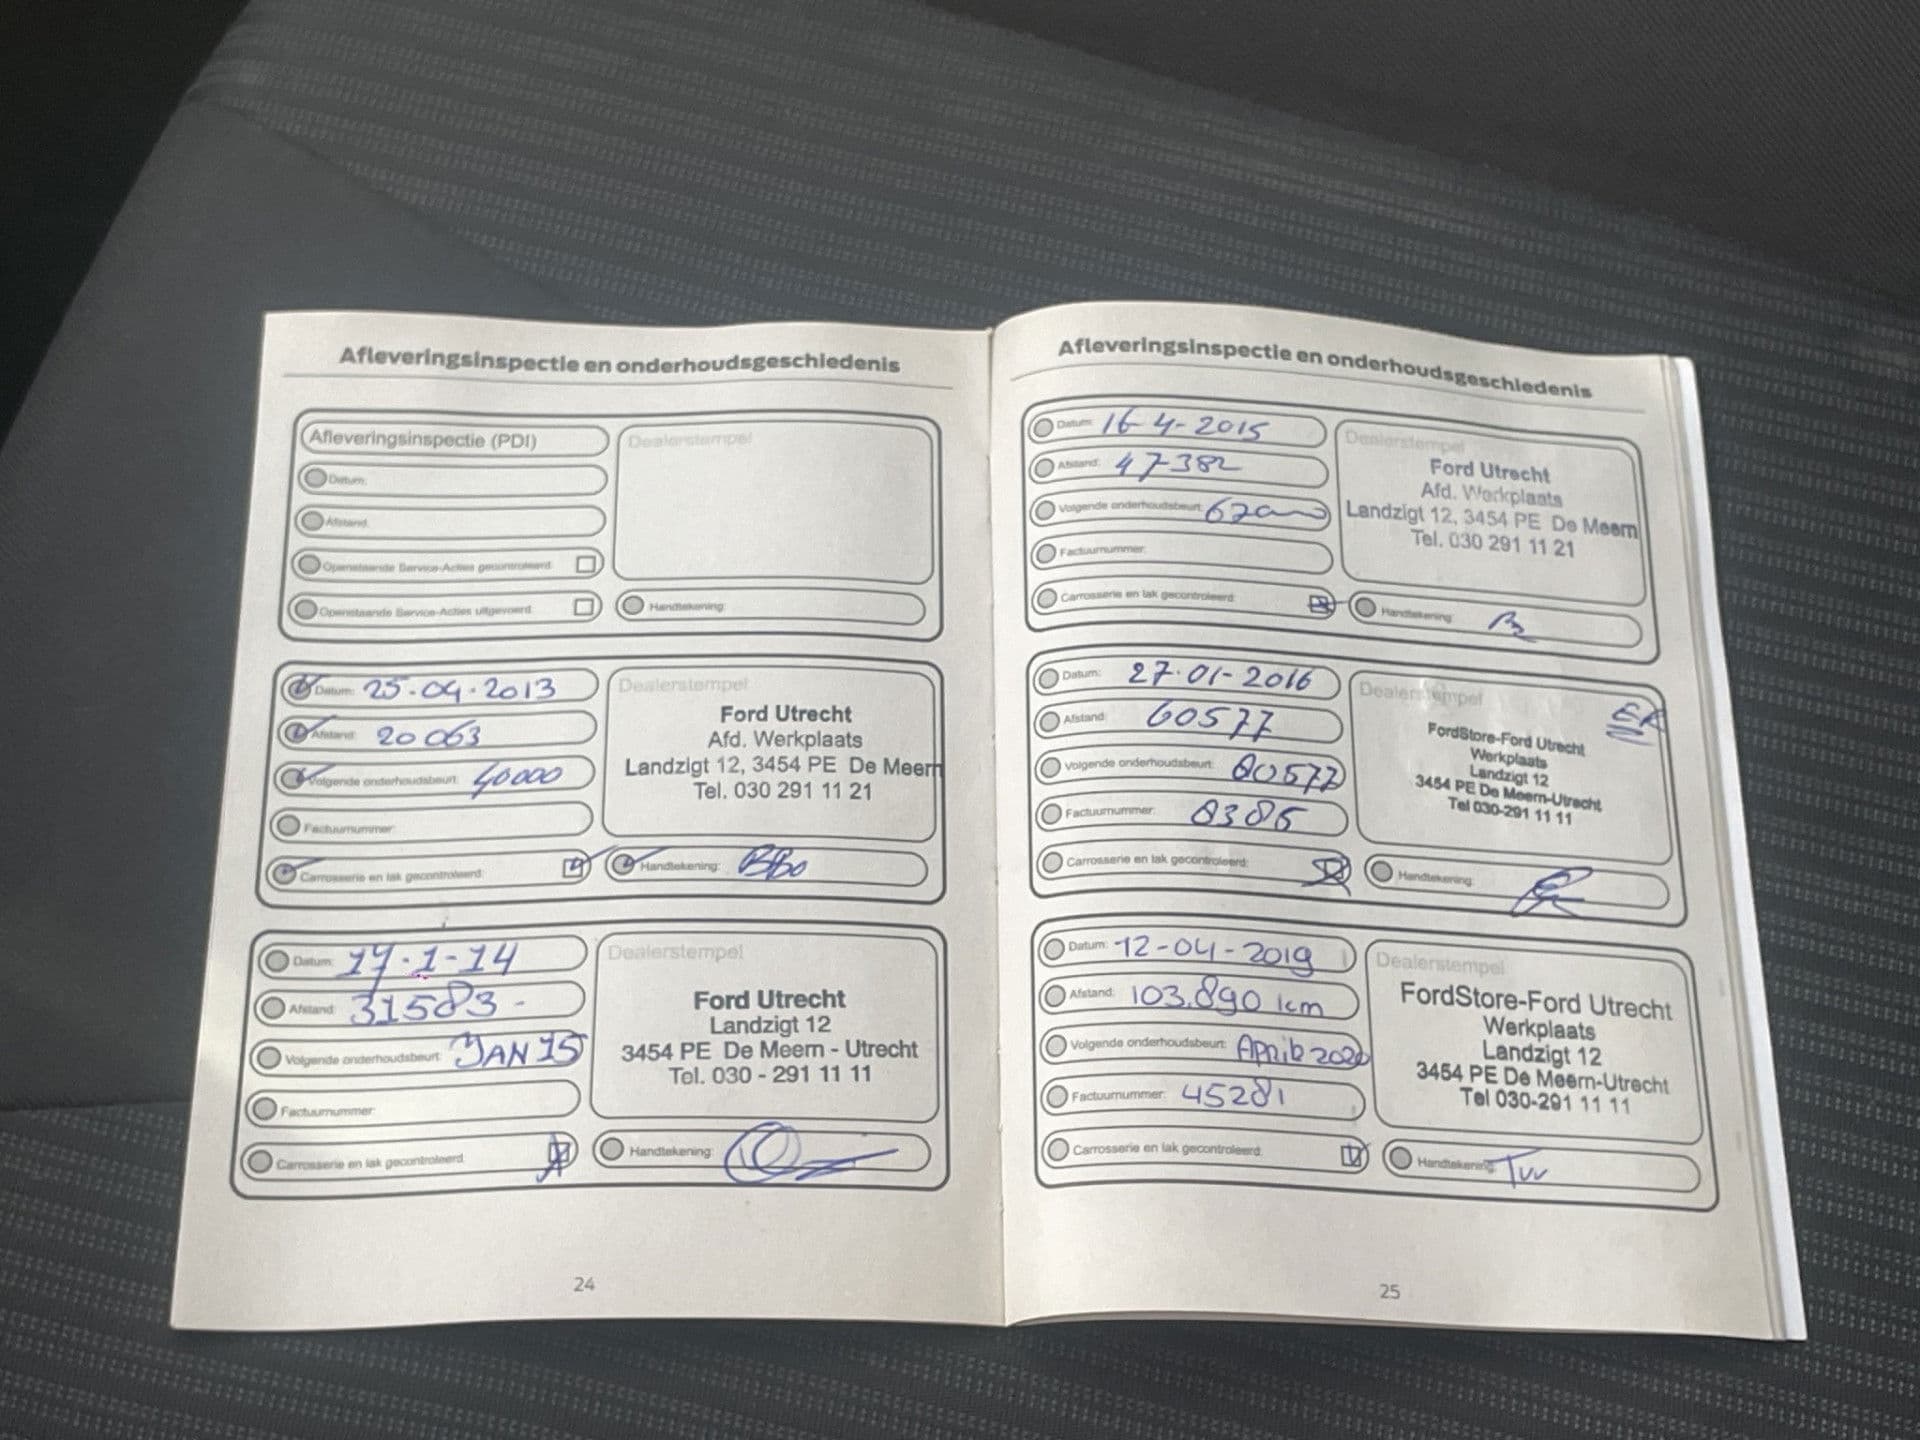 Afleveringsinspectie en onderhoudsgeschiedenis
Afleveringsinspectie (PDI)
Datum:
Afstand:
Openstaande Service-Acties gecontroleerd:
Openstaande Service-Acties uitgevoerd:
Dealerstempel
Handtekening:
Datum: 25-04-2013
Afstand: 20063
Volgende onderhoudsbeurt: 40000
Factuurnummer:
Carrosserie en lak gecontroleerd:
Dealerstempel
Ford Utrecht
Afd. Werkplaats
Landzigt 12, 3454 PE De Meern
Tel. 030 291 11 21
Handtekening:
Datum: 17-1-14
Afstand: 31583-
Volgende onderhoudsbeurt: JAN 15
Factuurnummer:
Carrosserie en lak gecontroleerd:
Dealerstempel
Ford Utrecht
Landzigt 12
3454 PE De Meern - Utrecht
Tel. 030 - 291 11 11
Handtekening:
24
Afleveringsinspectie en onderhoudsgeschiedenis
Datum: 16-4-2015
Afstand: 47382
Volgende onderhoudsbeurt:
Factuurnummer:
Carrosserie en lak gecontroleerd:
Dealerstempel
Ford Utrecht
Afd. Werkplaats
Landzigt 12, 3454 PE De Meern
Tel. 030 291 11 21
Handtekening:
Datum: 27-01-2016
Afstand: 60577
Volgende onderhoudsbeurt: 80577
Factuurnummer: 8385
Carrosserie en lak gecontroleerd:
Dealerstempel
FordStore-Ford Utrecht
Werkplaats
Landzigt 12
3454 PE De Meern-Utrecht
Tel 030-291 11 11
Handtekening:
Datum: 12-04-2019
Afstand: 103.890 km
Volgende onderhoudsbeurt: April 2020
Factuurnummer: 45281
Carrosserie en lak gecontroleerd:
Dealerstempel
FordStore-Ford Utrecht
Werkplaats
Landzigt 12
3454 PE De Meern-Utrecht
Tel 030-291 11 11
Handtekening:
25